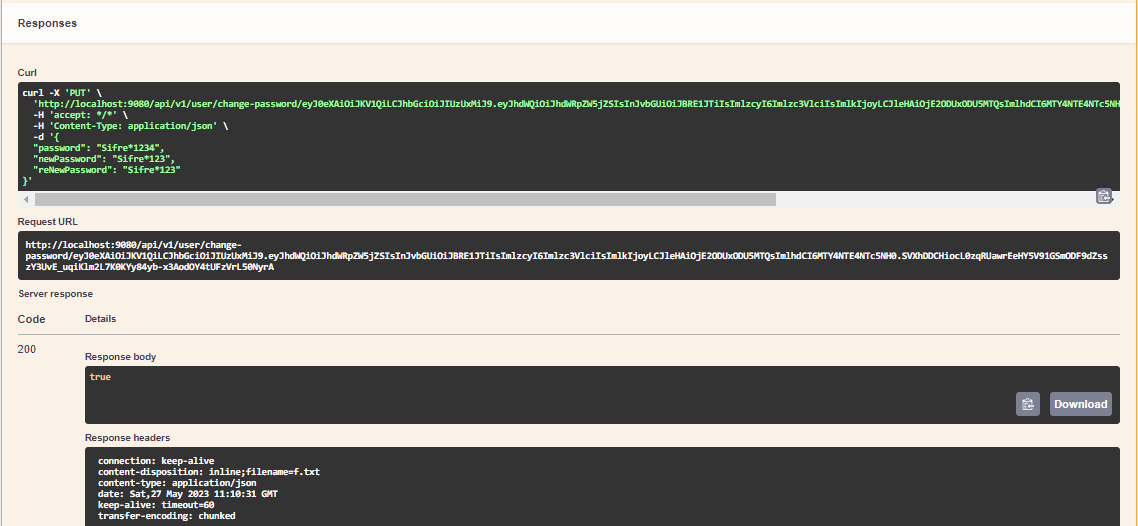 Responses
Curl
curl -X 'PUT' \
'http://localhost:9080/api/v1/user/change-password/eyJ0eXAiOiJKV1QiLCJhbGciOiJIUzUxMiJ9.eyJhdWQiOiJhdWRpZW5jZSIsInJvbGUiOiJBRE1JTiIsImlzcyI6Imlzc3VlciIsImlkIjoyLCJleHAiOjE2ODUxODU5MTQsImlhdCI6MTY4NTE4NTc5NH
-H 'accept: */*' \
-H 'Content-Type: application/json' \
-d '{
"password": "Sifre*1234",
"newPassword": "Sifre*123",
"reNewPassword": "Sifre*123"
}'
Request URL
http://localhost:9080/api/v1/user/change-
password/eyJ0eXAiOiJKV1QiLCJhbGciOiJIUzUxMiJ9.eyJhdWQiOiJhdWRpZW5jZSIsInJvbGUiOiJBRE1JTiIsImlzcyI6Imlzc3VlciIsImlkIjoyLCJleHAiOjE2ODUxODU5MTQsImlhdCI6MTY4NTE4NTc5NH0.SVXhDDCHiocL0zqRUawrEeHY5V91GSmODF9dZss
zY3UvE_uqiKlm2L7K0KYy84yb-x3AodOY4tUFzVrL50NyrA
Server response
Code Details
200
Response body
true
Download
Response headers
connection: keep-alive
content-disposition: inline;filename=f.txt
content-type: application/json
date: Sat,27 May 2023 11:10:31 GMT
keep-alive: timeout=60
transfer-encoding: chunked